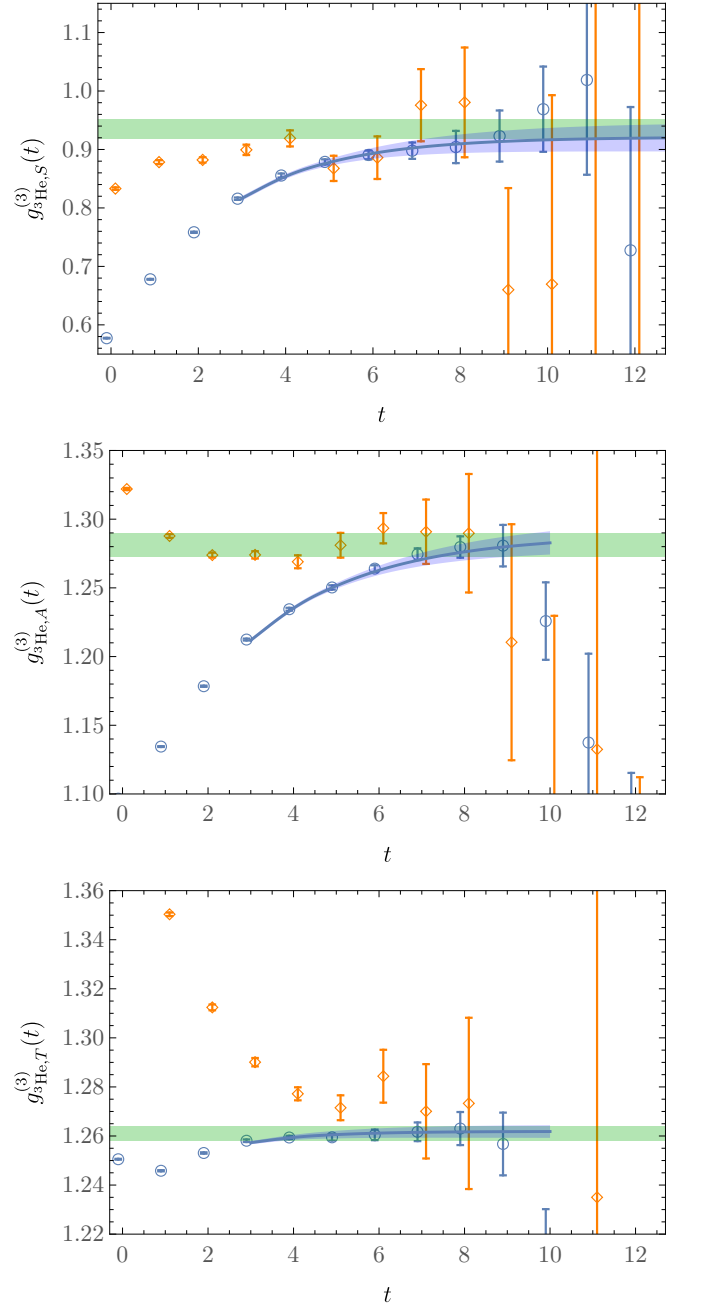 1.1
1.0
0.9
0.8
0.7
0.6
g_{³He,S}^{(3)}(t)
0 2 4 6 8 10 12
t
1.35
1.30
1.25
1.20
1.15
1.10
g_{³He,A}^{(3)}(t)
0 2 4 6 8 10 12
t
1.36
1.34
1.32
1.30
1.28
1.26
1.24
1.22
g_{³He,T}^{(3)}(t)
0 2 4 6 8 10 12
t